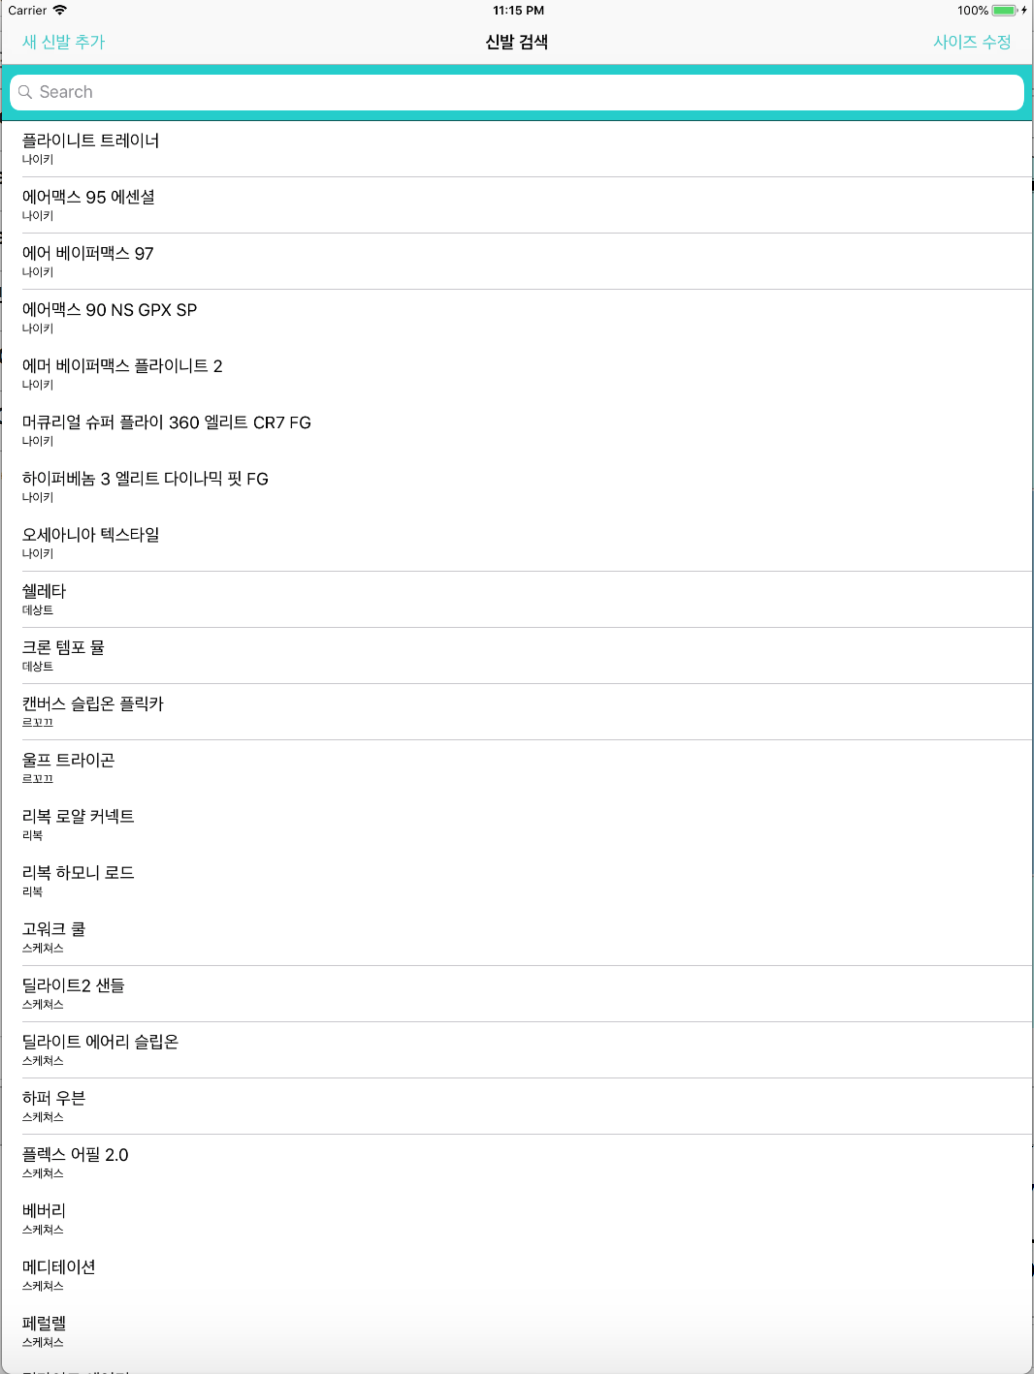 Carrier
11:15 PM
100%
새 신발 추가
신발 검색
사이즈 수정
Search
플라이니트 트레이너
나이키
에어맥스 95 에센셜
나이키
에어 베이퍼맥스 97
나이키
에어맥스 90 NS GPX SP
나이키
에머 베이퍼맥스 플라이니트 2
나이키
머큐리얼 슈퍼 플라이 360 엘리트 CR7 FG
나이키
하이퍼베놈 3 엘리트 다이나믹 핏 FG
나이키
오세아니아 텍스타일
나이키
쉘레타
데상트
크론 템포 뮬
데상트
캔버스 슬립온 플릭카
르꼬끄
울프 트라이곤
르꼬끄
리복 로얄 커넥트
리복
리복 하모니 로드
리복
고워크 쿨
스케쳐스
딜라이트2 샌들
스케쳐스
딜라이트 에어리 슬립온
스케쳐스
하퍼 우븐
스케쳐스
플렉스 어필 2.0
스케쳐스
베버리
스케쳐스
메디테이션
스케쳐스
페럴렐
스케쳐스